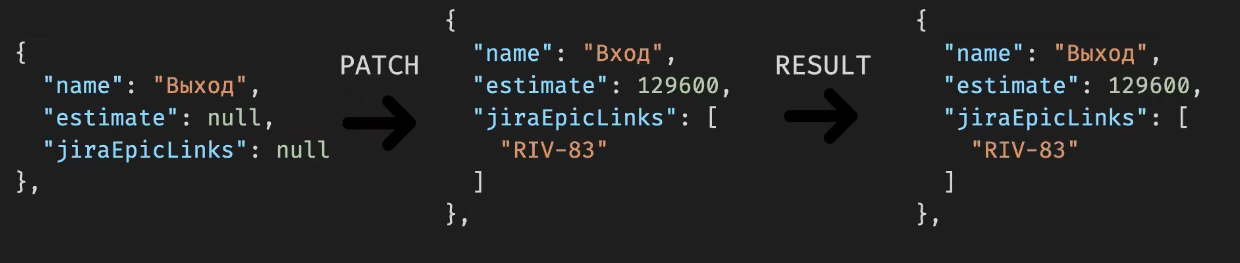 {
  "name": "Выход",
  "estimate": null,
  "jiraEpicLinks": null
},
PATCH
{
  "name": "Вход",
  "estimate": 129600,
  "jiraEpicLinks": [
    "RIV-83"
  ]
},
RESULT
{
  "name": "Выход",
  "estimate": 129600,
  "jiraEpicLinks": [
    "RIV-83"
  ]
},